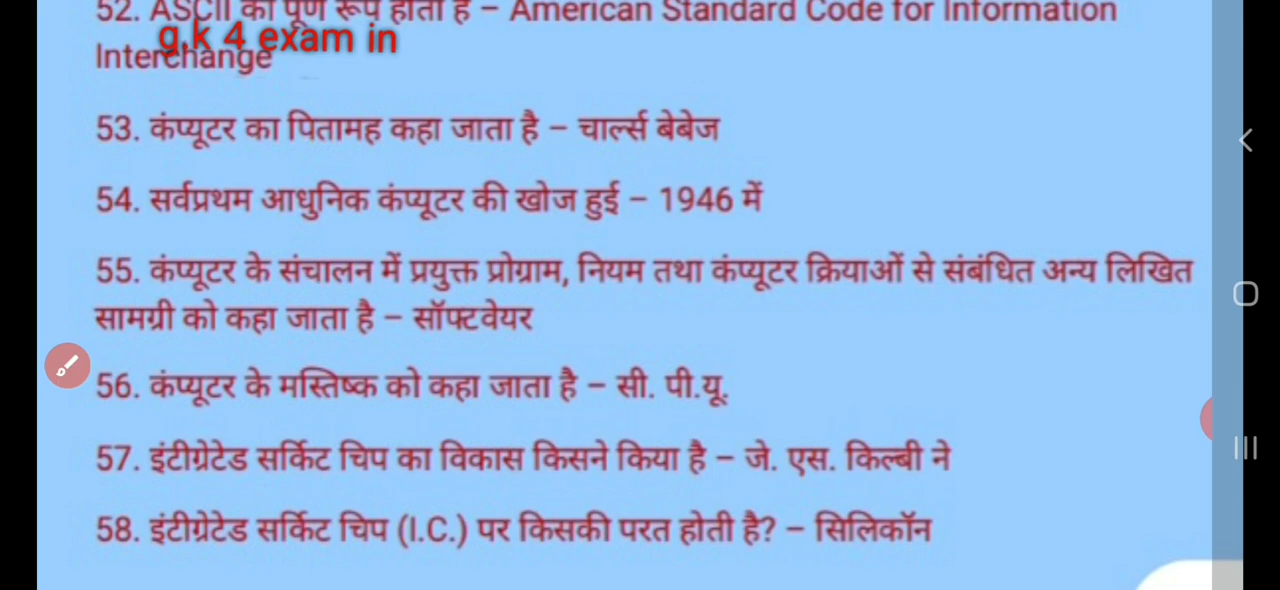 52. ASCII का पूर्ण रूप होता है – American Standard Code for Information
g.k 4 exam in
Interchange
53. कंप्यूटर का पितामह कहा जाता है – चार्ल्स बेबेज
54. सर्वप्रथम आधुनिक कंप्यूटर की खोज हुई – 1946 में
55. कंप्यूटर के संचालन में प्रयुक्त प्रोग्राम, नियम तथा कंप्यूटर क्रियाओं से संबंधित अन्य लिखित
सामग्री को कहा जाता है – सॉफ्टवेयर
56. कंप्यूटर के मस्तिष्क को कहा जाता है – सी. पी.यू.
57. इंटीग्रेटेड सर्किट चिप का विकास किसने किया है – जे. एस. किल्बी ने
58. इंटीग्रेटेड सर्किट चिप (I.C.) पर किसकी परत होती है? – सिलिकॉन